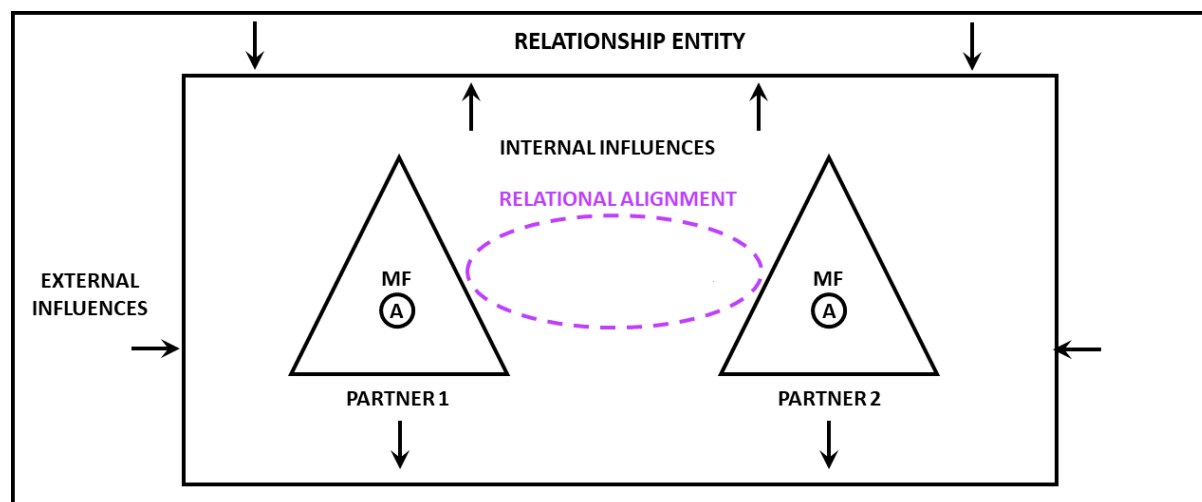 RELATIONSHIP ENTITY
INTERNAL INFLUENCES
RELATIONAL ALIGNMENT
EXTERNAL
INFLUENCES
MF
A
MF
A
PARTNER 1
PARTNER 2